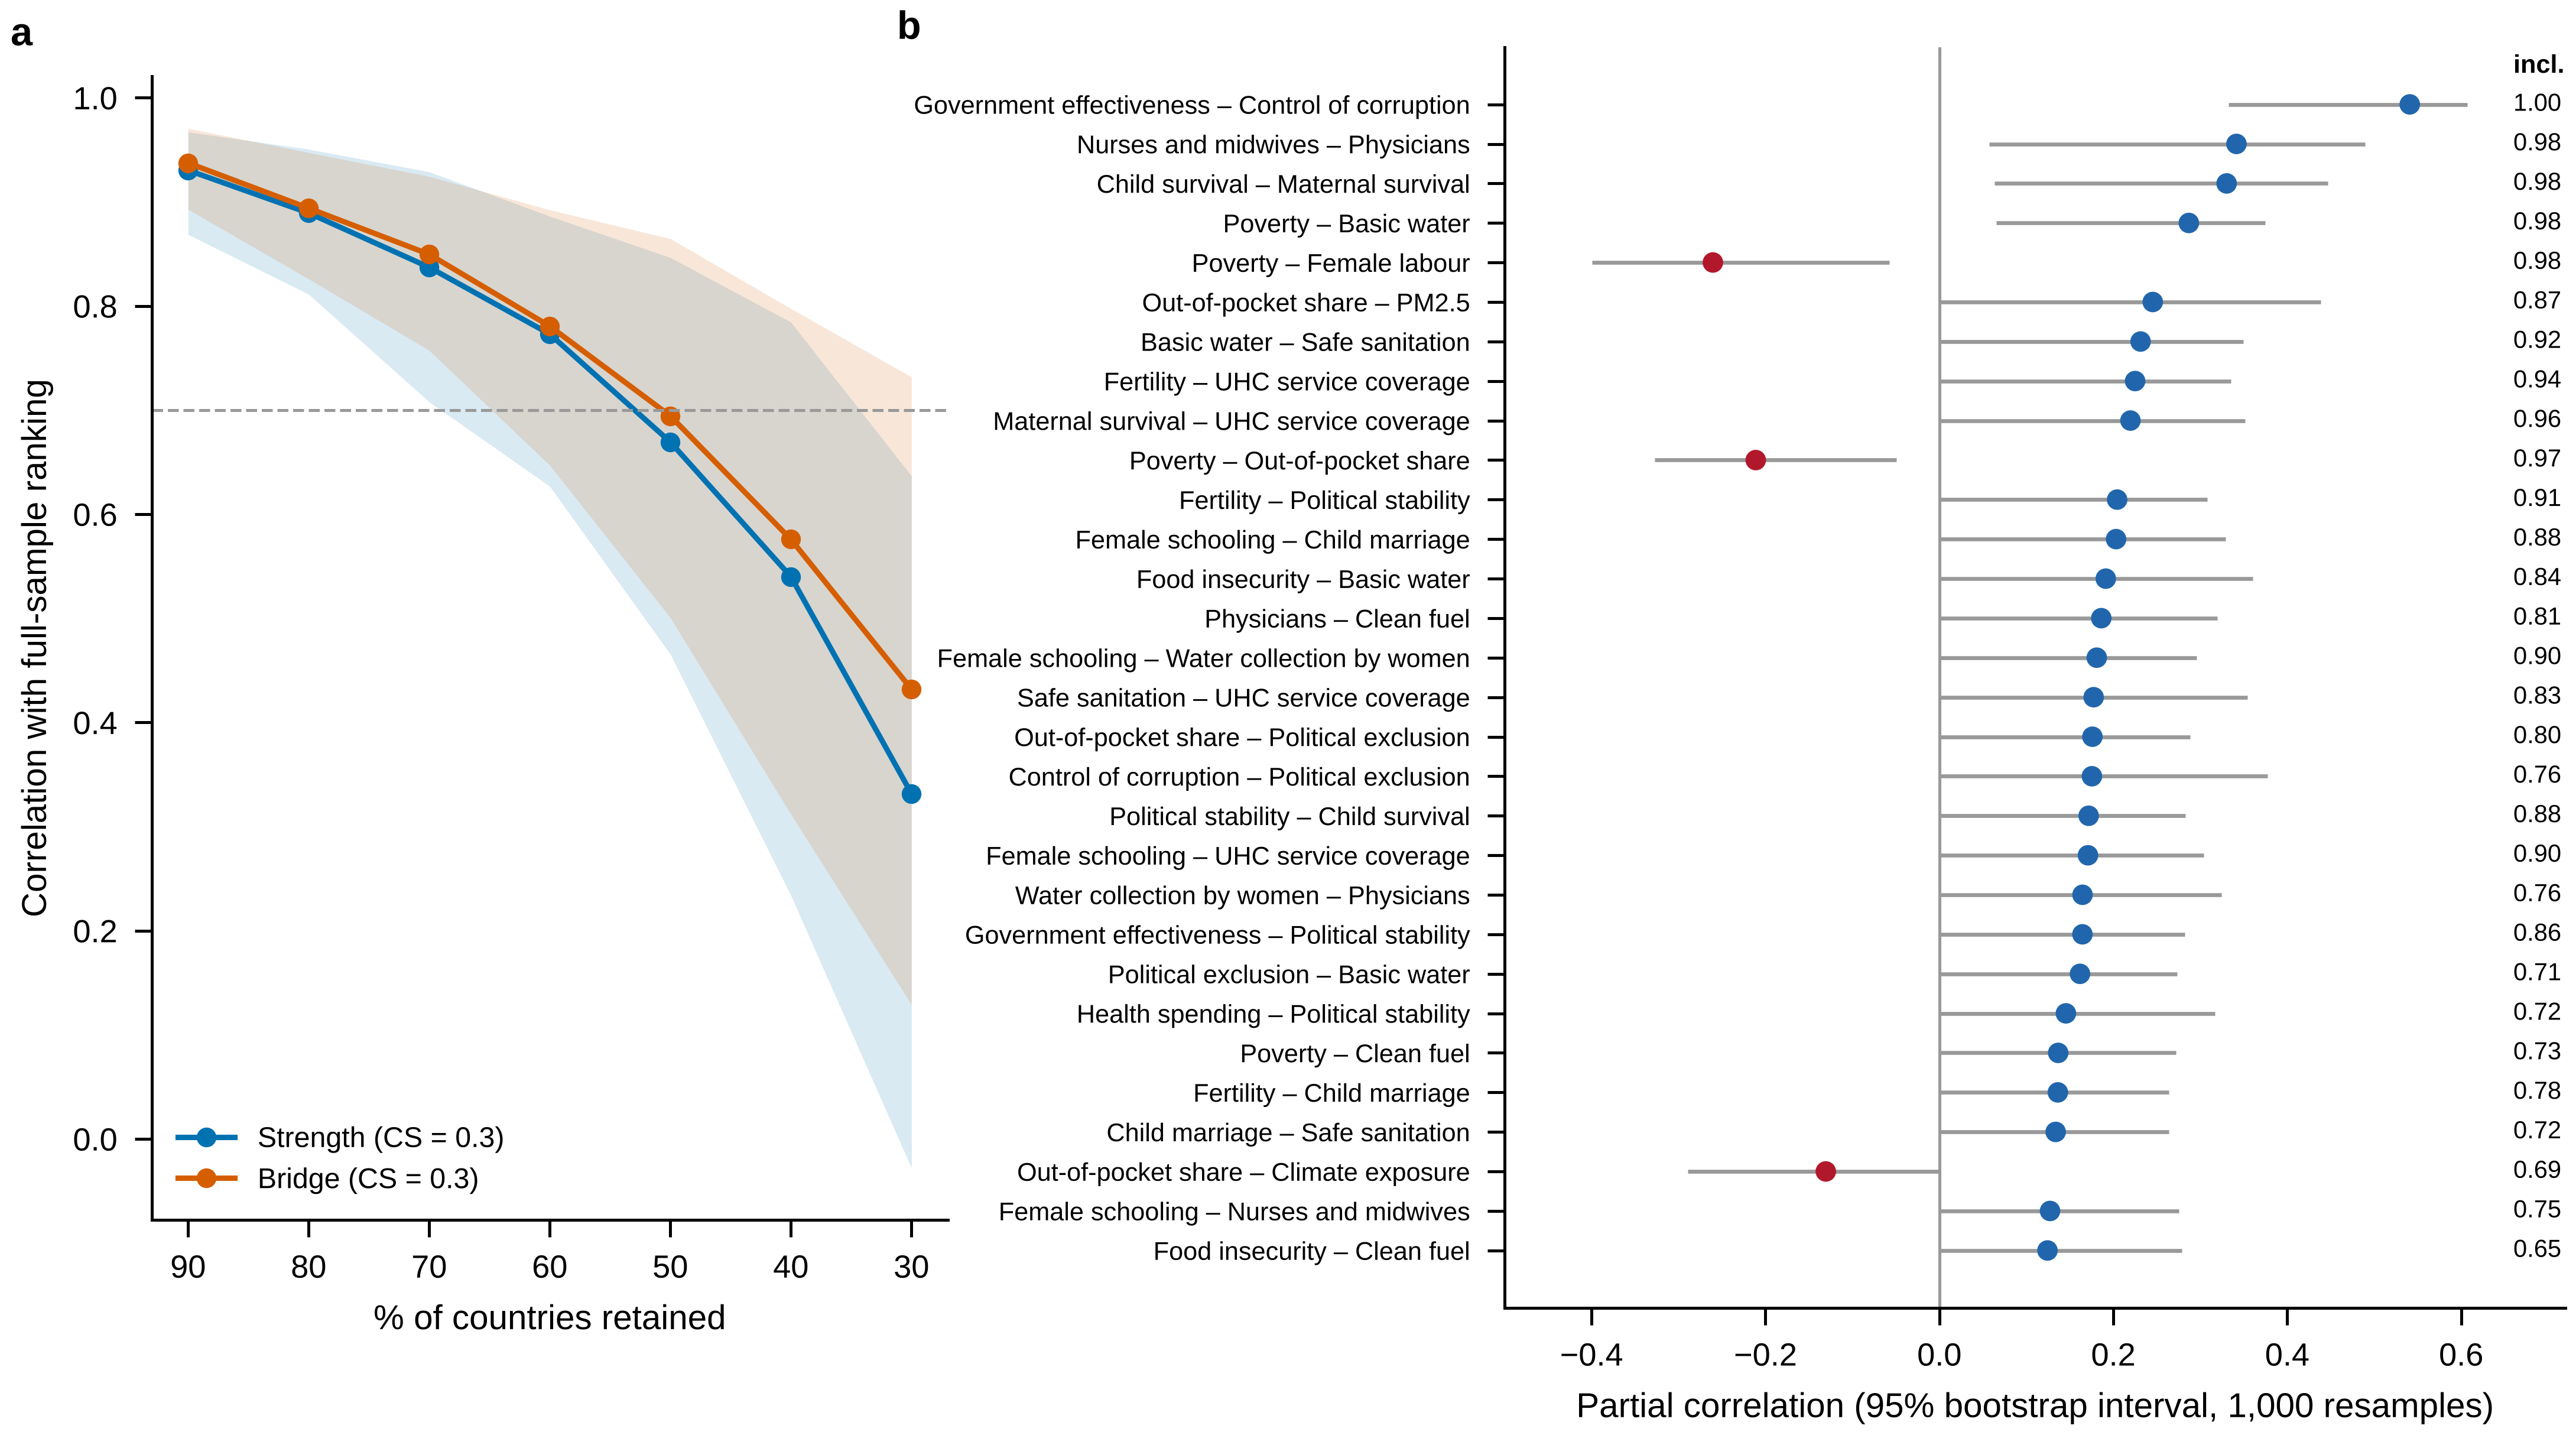 a
Correlation with full-sample ranking
1.0
0.8
0.6
0.4
0.2
0.0
Strength (CS = 0.3)
Bridge (CS = 0.3)
90 80 70 60 50 40 30
% of countries retained
b
incl.
Government effectiveness – Control of corruption 1.00
Nurses and midwives – Physicians 0.98
Child survival – Maternal survival 0.98
Poverty – Basic water 0.98
Poverty – Female labour 0.98
Out-of-pocket share – PM2.5 0.87
Basic water – Safe sanitation 0.92
Fertility – UHC service coverage 0.94
Maternal survival – UHC service coverage 0.96
Poverty – Out-of-pocket share 0.97
Fertility – Political stability 0.91
Female schooling – Child marriage 0.88
Food insecurity – Basic water 0.84
Physicians – Clean fuel 0.81
Female schooling – Water collection by women 0.90
Safe sanitation – UHC service coverage 0.83
Out-of-pocket share – Political exclusion 0.80
Control of corruption – Political exclusion 0.76
Political stability – Child survival 0.88
Female schooling – UHC service coverage 0.90
Water collection by women – Physicians 0.76
Government effectiveness – Political stability 0.86
Political exclusion – Basic water 0.71
Health spending – Political stability 0.72
Poverty – Clean fuel 0.73
Fertility – Child marriage 0.78
Child marriage – Safe sanitation 0.72
Out-of-pocket share – Climate exposure 0.69
Female schooling – Nurses and midwives 0.75
Food insecurity – Clean fuel 0.65
−0.4 −0.2 0.0 0.2 0.4 0.6
Partial correlation (95% bootstrap interval, 1,000 resamples)